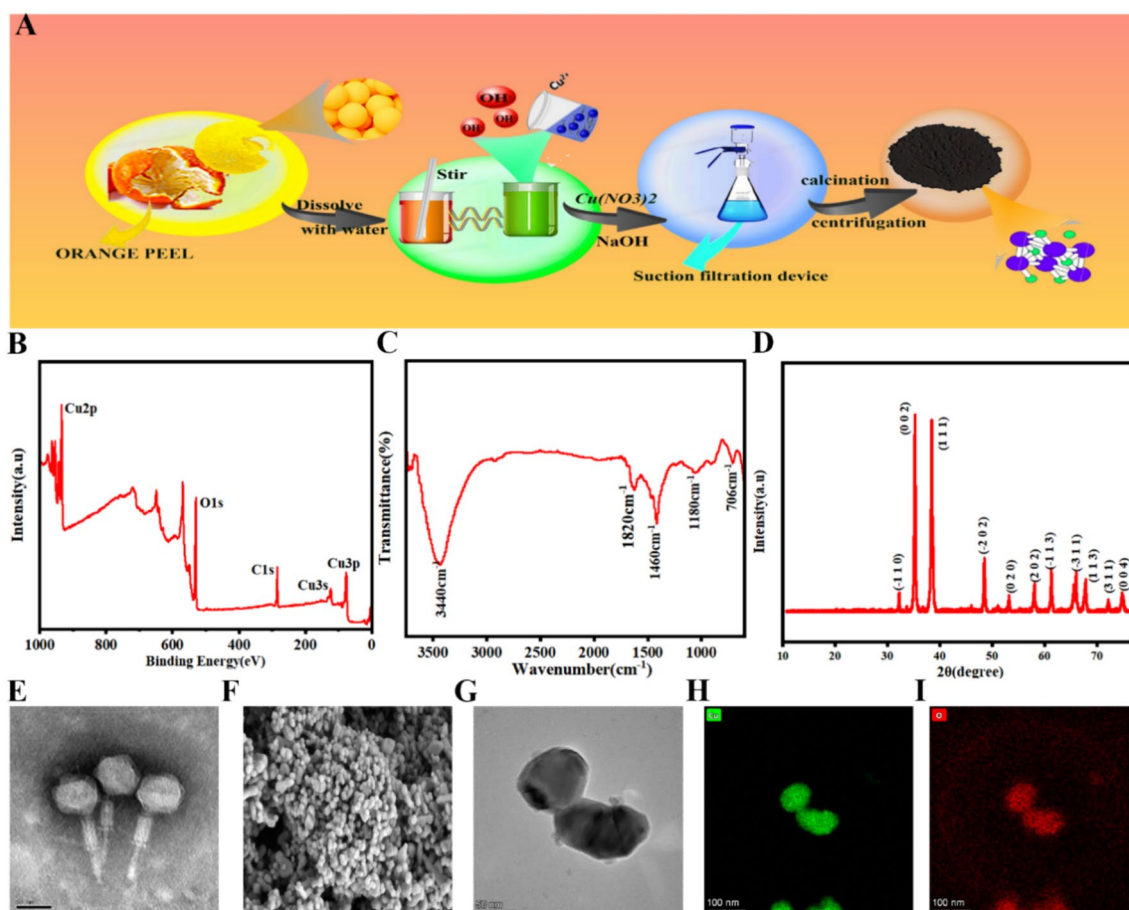 A
OH
OH
OH
Cu²⁺
Stir
Dissolve
with water
Cu(NO3)2
NaOH
calcination
centrifugation
ORANGE PEEL
Suction filtration device
B
Intensity(a.u)
Cu2p
O1s
C1s
Cu3s
Cu3p
1000 800 600 400 200 0
Binding Energy(eV)
C
Transmittance(%)
3440cm⁻¹
1820cm⁻¹
1460cm⁻¹
1180cm⁻¹
706cm⁻¹
3500 3000 2500 2000 1500 1000
Wavenumber(cm⁻¹)
D
Intensity(a.u)
(-1 1 0)
(0 0 2)
(1 1 1)
(-2 0 2)
(0 2 0)
(2 0 2)
(-1 1 3)
(-3 1 1)
(1 1 3)
(3 1 1)
(0 0 4)
10 20 30 40 50 60 70
2θ(degree)
E
F
G
50 nm
H
Cu
100 nm
I
O
100 nm